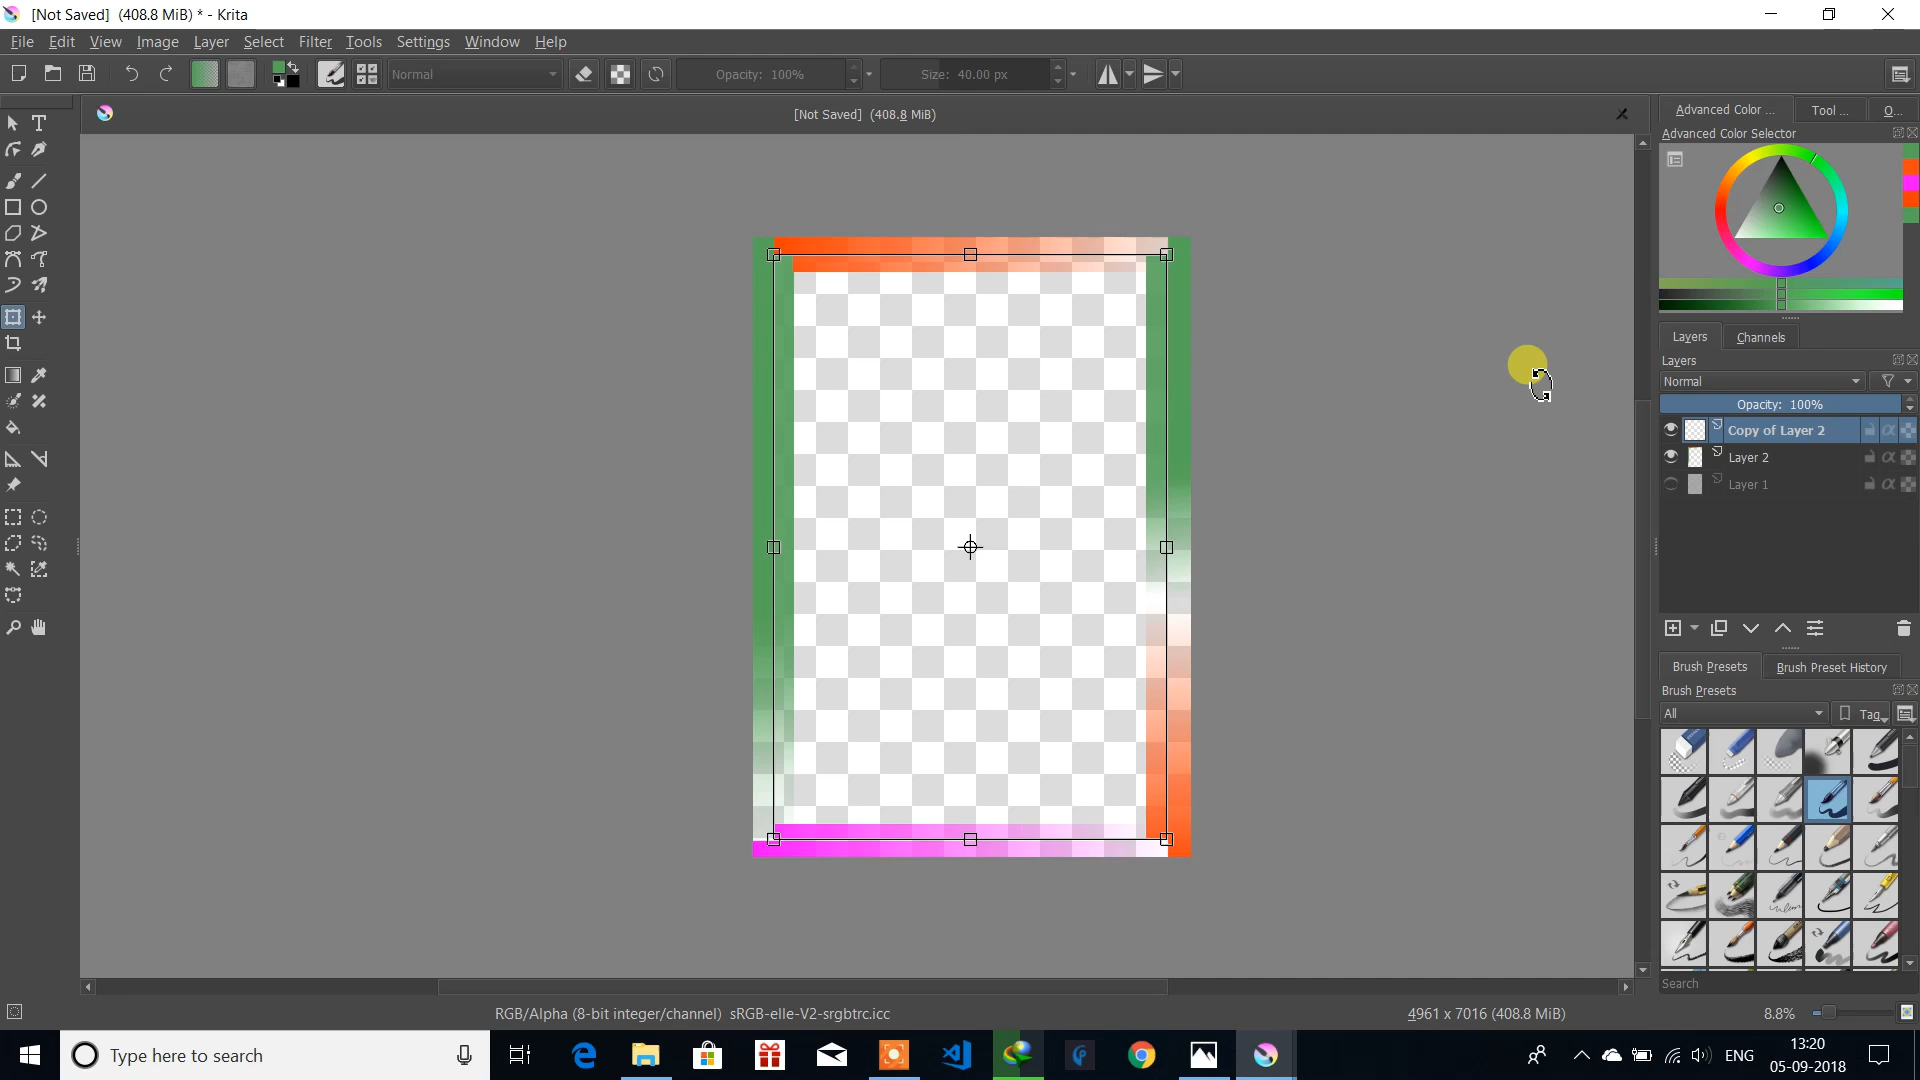 [Not Saved]  (408.8 MiB) * - Krita
File Edit View Image Layer Select Filter Tools Settings Window Help
Normal Opacity: 100% Size: 40.00 px
[Not Saved]  (408.8 MiB)
Advanced Color ... Tool ... O...
Advanced Color Selector
Layers Channels
Layers
Normal
Opacity: 100%
Copy of Layer 2
Layer 2
Layer 1
Brush Presets Brush Preset History
Brush Presets
All Tag
Search
RGB/Alpha (8-bit integer/channel)  sRGB-elle-V2-srgbtrc.icc 4961 x 7016 (408.8 MiB) 8.8%
Type here to search ENG 13:20
05-09-2018